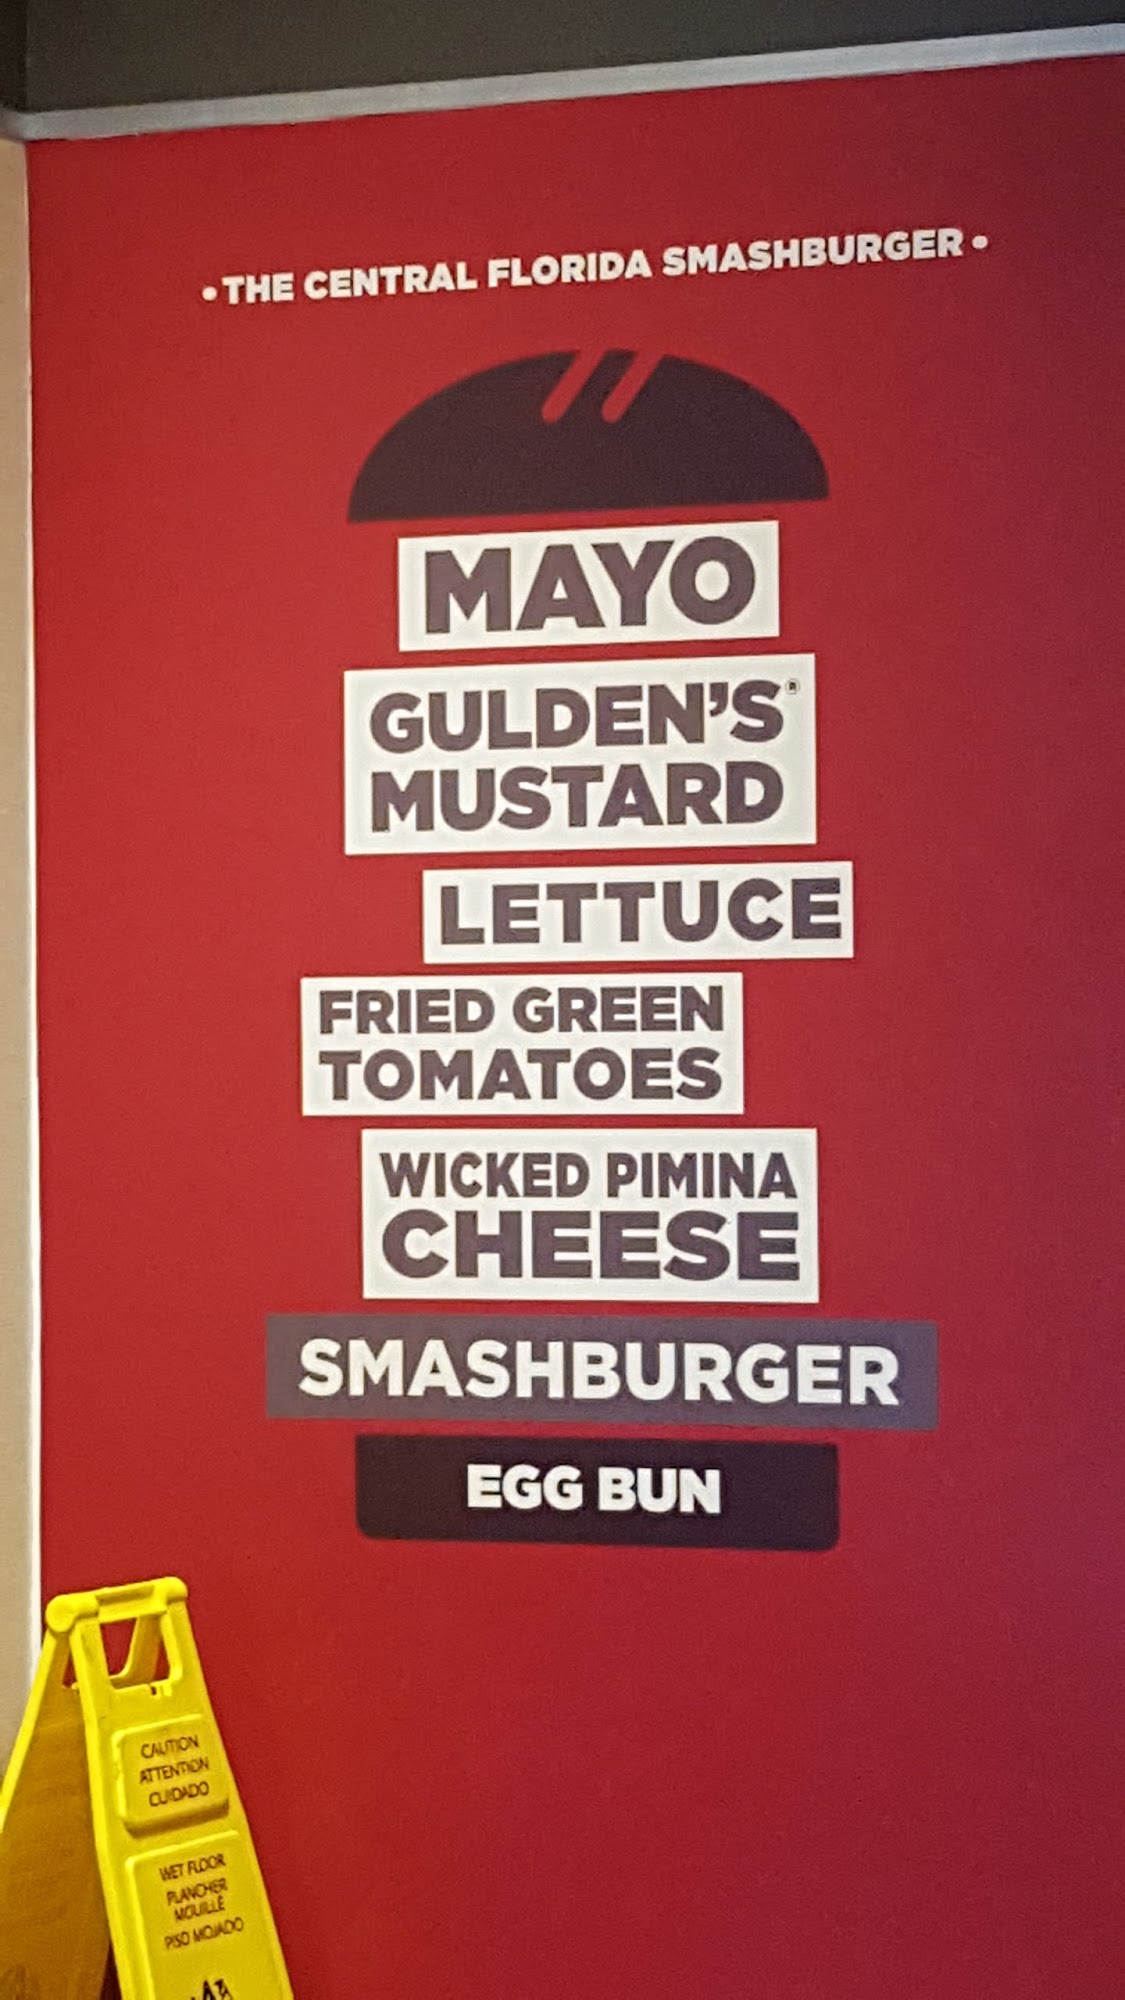 • THE CENTRAL FLORIDA SMASHBURGER •
MAYO
GULDEN'S®
MUSTARD
LETTUCE
FRIED GREEN
TOMATOES
WICKED PIMINA
CHEESE
SMASHBURGER
EGG BUN
CAUTION
ATTENTION
CUIDADO
WET FLOOR
PLANCHER
MOUILLÉ
PISO MOJADO